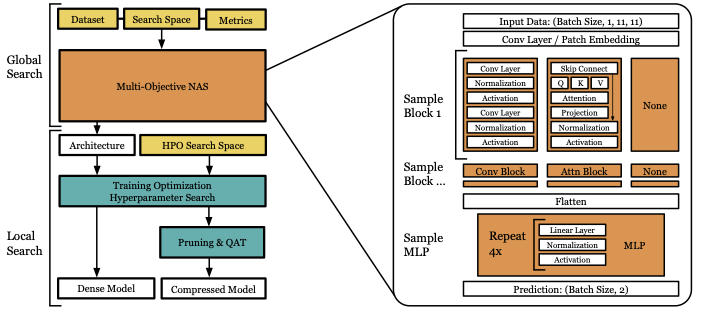 Dataset
Search Space
Metrics
Global
Search
Multi-Objective NAS
Architecture
HPO Search Space
Training Optimization
Hyperparameter Search
Local
Search
Pruning & QAT
Dense Model
Compressed Model
Input Data: (Batch Size, 1, 11, 11)
Conv Layer / Patch Embedding
Sample
Block 1
Conv Layer
Normalization
Activation
Conv Layer
Normalization
Activation
Skip Connect
Q K V
Attention
Projection
Normalization
Activation
None
Sample
Block ...
Conv Block
Attn Block
None
Flatten
Sample
MLP
Repeat
4x
Linear Layer
Normalization
Activation
MLP
Prediction: (Batch Size, 2)